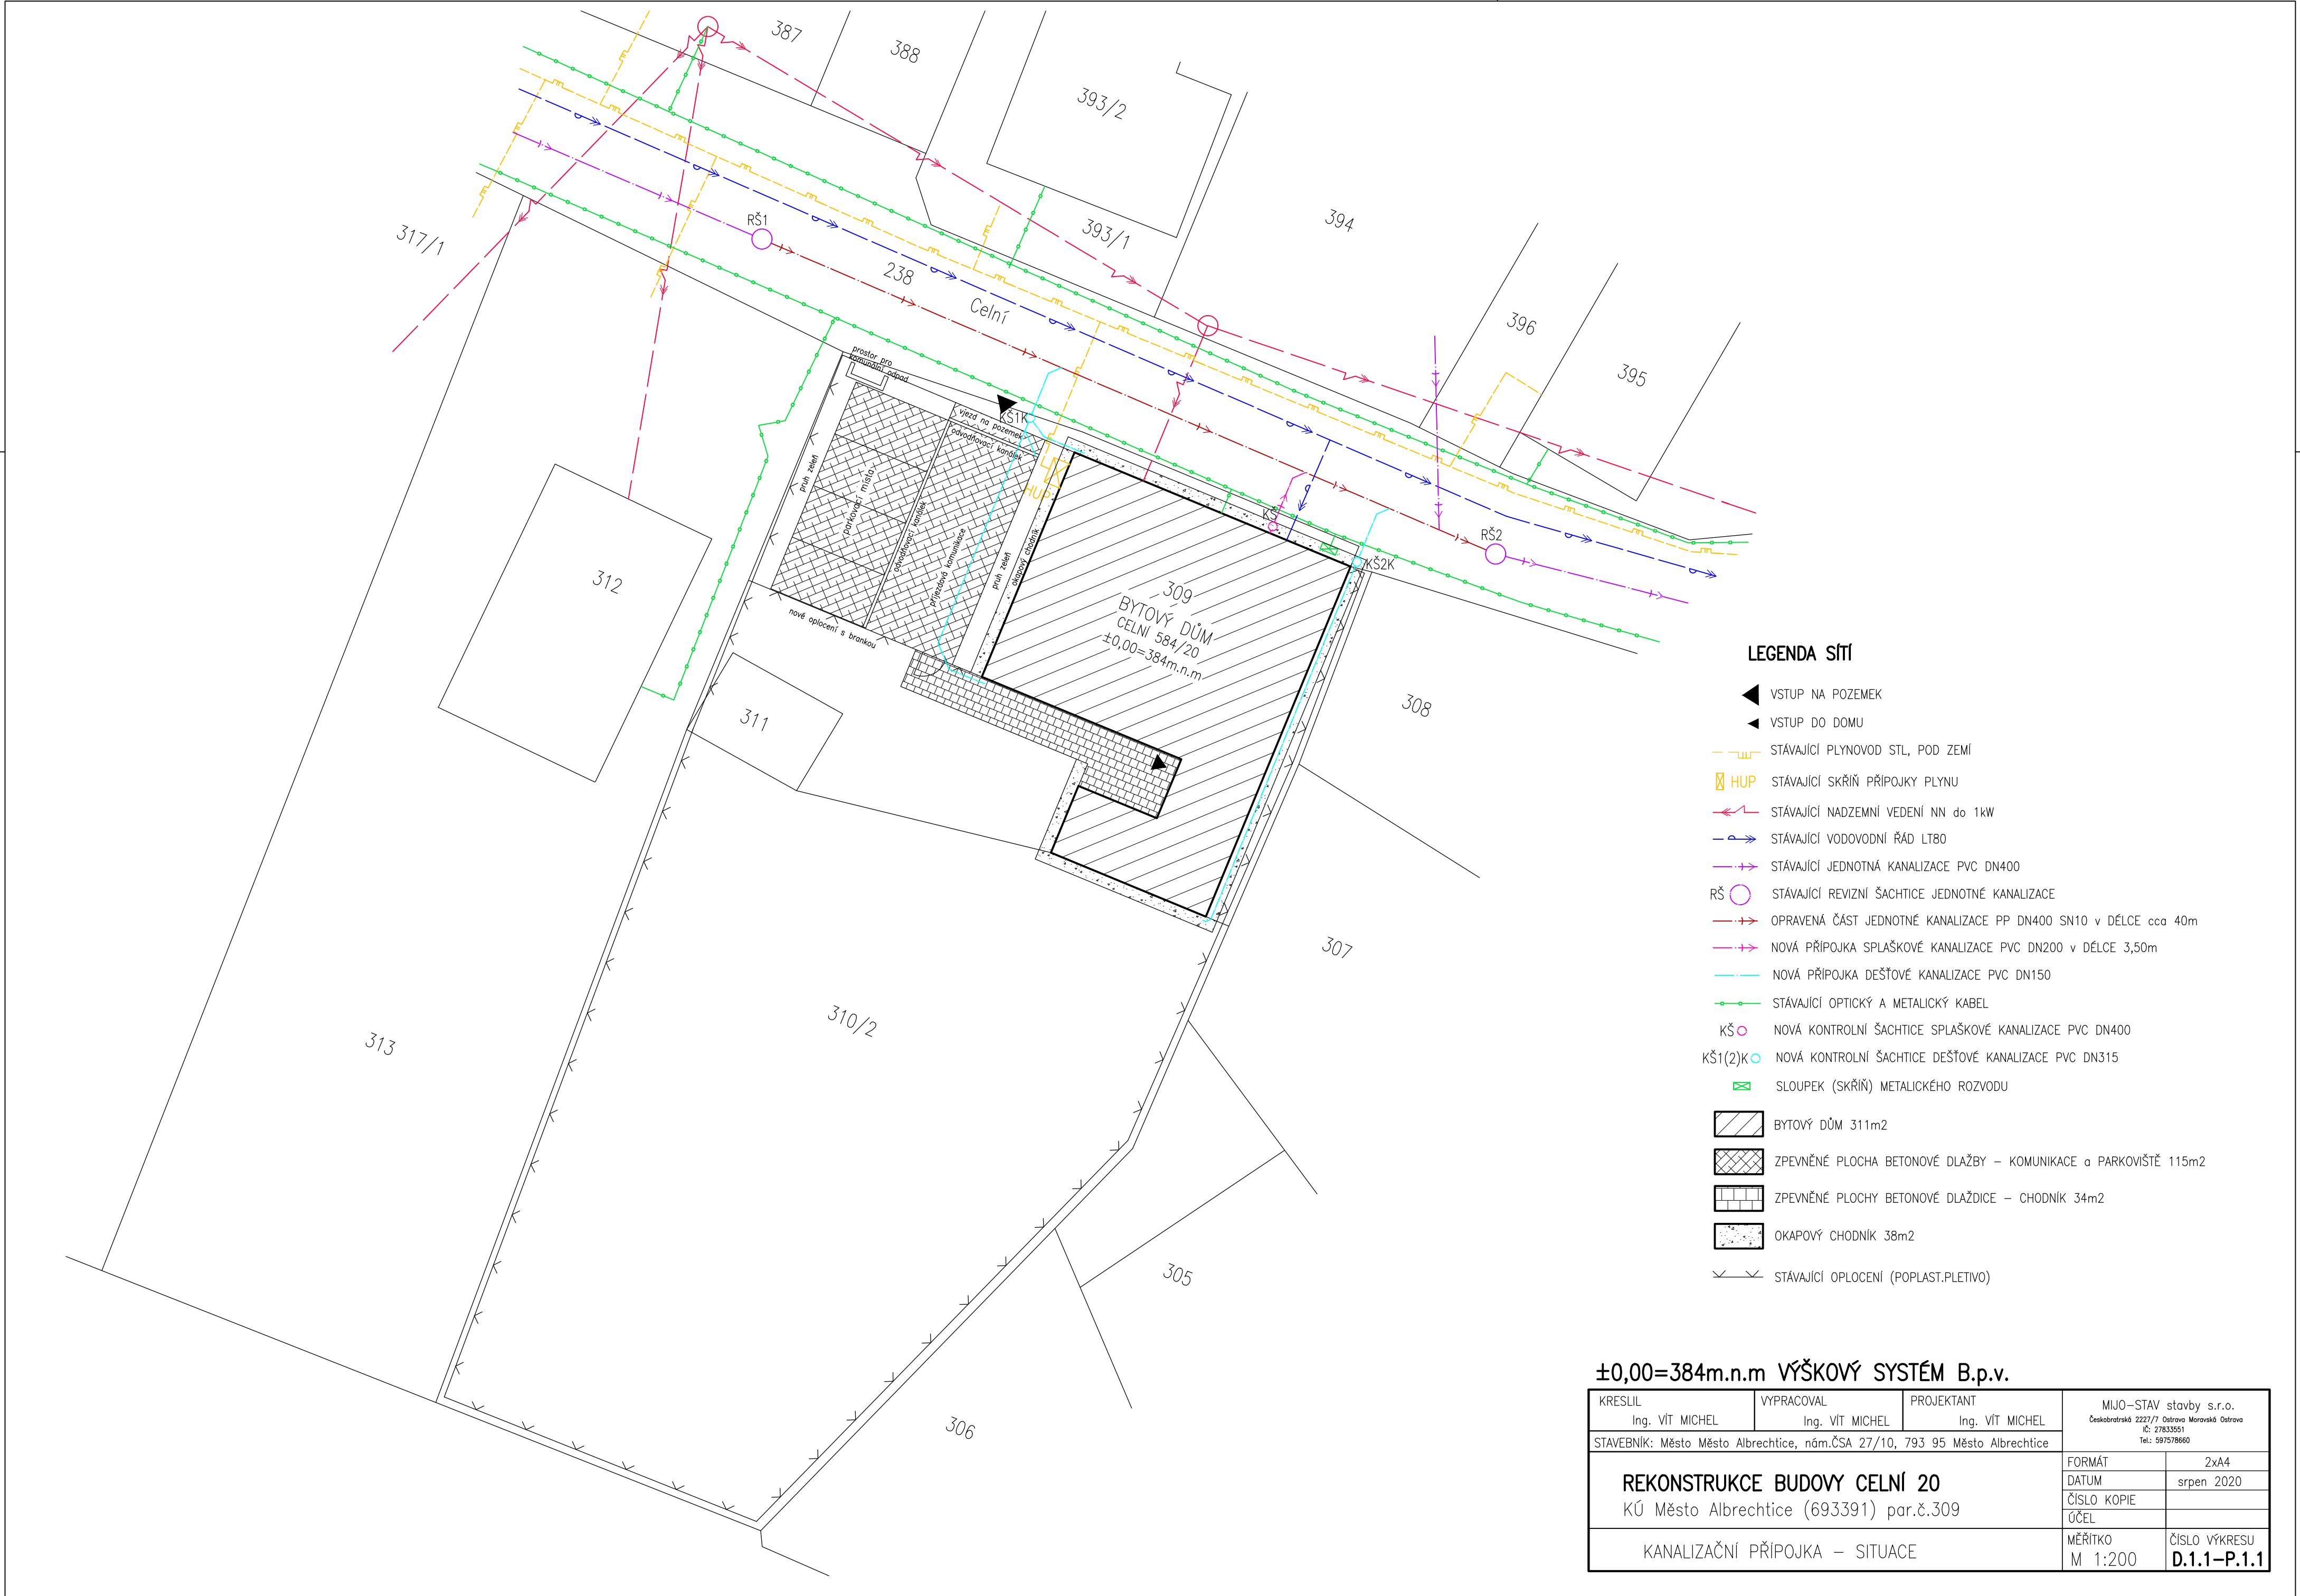 387
388
393/2
394
393/1
396
395
317/1
RŠ1
238
Celní
prostor pro
komunální odpad
KŠ1K
vjezd na pozemek
odvodňovací kanálek
pruh zeleň
parkovací místa
odvodňovací kanálek
příjezdová komunikace
HUP
pruh zeleň
okapový chodník
KŠ
RŠ2
KŠ2K
312
309
BYTOVÝ DŮM
CELNÍ 584/20
±0,00=384m.n.m
nové oplocení s brankou
311
308
307
310/2
313
305
306
LEGENDA SÍTÍ
VSTUP NA POZEMEK
VSTUP DO DOMU
STÁVAJÍCÍ PLYNOVOD STL, POD ZEMÍ
HUP STÁVAJÍCÍ SKŘÍŇ PŘÍPOJKY PLYNU
STÁVAJÍCÍ NADZEMNÍ VEDENÍ NN do 1kW
STÁVAJÍCÍ VODOVODNÍ ŘÁD LT80
STÁVAJÍCÍ JEDNOTNÁ KANALIZACE PVC DN400
RŠ STÁVAJÍCÍ REVIZNÍ ŠACHTICE JEDNOTNÉ KANALIZACE
OPRAVENÁ ČÁST JEDNOTNÉ KANALIZACE PP DN400 SN10 v DÉLCE cca 40m
NOVÁ PŘÍPOJKA SPLAŠKOVÉ KANALIZACE PVC DN200 v DÉLCE 3,50m
NOVÁ PŘÍPOJKA DEŠŤOVÉ KANALIZACE PVC DN150
STÁVAJÍCÍ OPTICKÝ A METALICKÝ KABEL
KŠ NOVÁ KONTROLNÍ ŠACHTICE SPLAŠKOVÉ KANALIZACE PVC DN400
KŠ1(2)K NOVÁ KONTROLNÍ ŠACHTICE DEŠŤOVÉ KANALIZACE PVC DN315
SLOUPEK (SKŘÍŇ) METALICKÉHO ROZVODU
BYTOVÝ DŮM 311m2
ZPEVNĚNÉ PLOCHA BETONOVÉ DLAŽBY – KOMUNIKACE a PARKOVIŠTĚ 115m2
ZPEVNĚNÉ PLOCHY BETONOVÉ DLAŽDICE – CHODNÍK 34m2
OKAPOVÝ CHODNÍK 38m2
STÁVAJÍCÍ OPLOCENÍ (POPLAST.PLETIVO)
±0,00=384m.n.m VÝŠKOVÝ SYSTÉM B.p.v.
KRESLIL
Ing. VÍT MICHEL
VYPRACOVAL
Ing. VÍT MICHEL
PROJEKTANT
Ing. VÍT MICHEL
MIJO–STAV stavby s.r.o.
Českobratrská 2227/7 Ostrava Moravská Ostrava
IČ: 27833551
Tel.: 597578660
STAVEBNÍK: Město Město Albrechtice, nám.ČSA 27/10, 793 95 Město Albrechtice
REKONSTRUKCE BUDOVY CELNÍ 20
KÚ Město Albrechtice (693391) par.č.309
KANALIZAČNÍ PŘÍPOJKA – SITUACE
FORMÁT 2xA4
DATUM srpen 2020
ČÍSLO KOPIE
ÚČEL
MĚŘÍTKO
M 1:200
ČÍSLO VÝKRESU
D.1.1–P.1.1